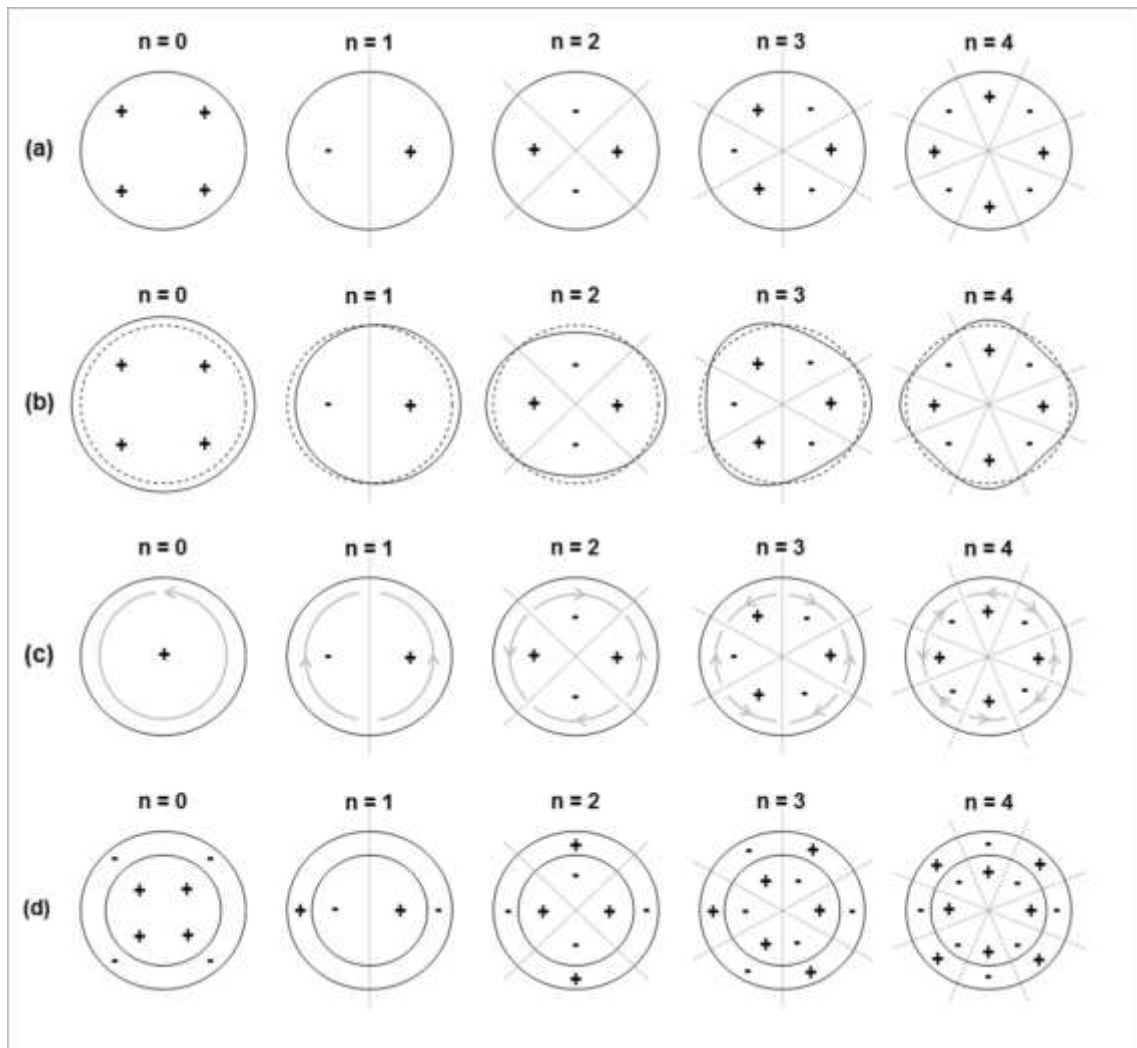 n = 0 n = 1 n = 2 n = 3 n = 4
+ + - + - + + - + - - + + - + - + - + + - + -
(a)
n = 0 n = 1 n = 2 n = 3 n = 4
(b)
n = 0 n = 1 n = 2 n = 3 n = 4
(c)
n = 0 n = 1 n = 2 n = 3 n = 4
(d)